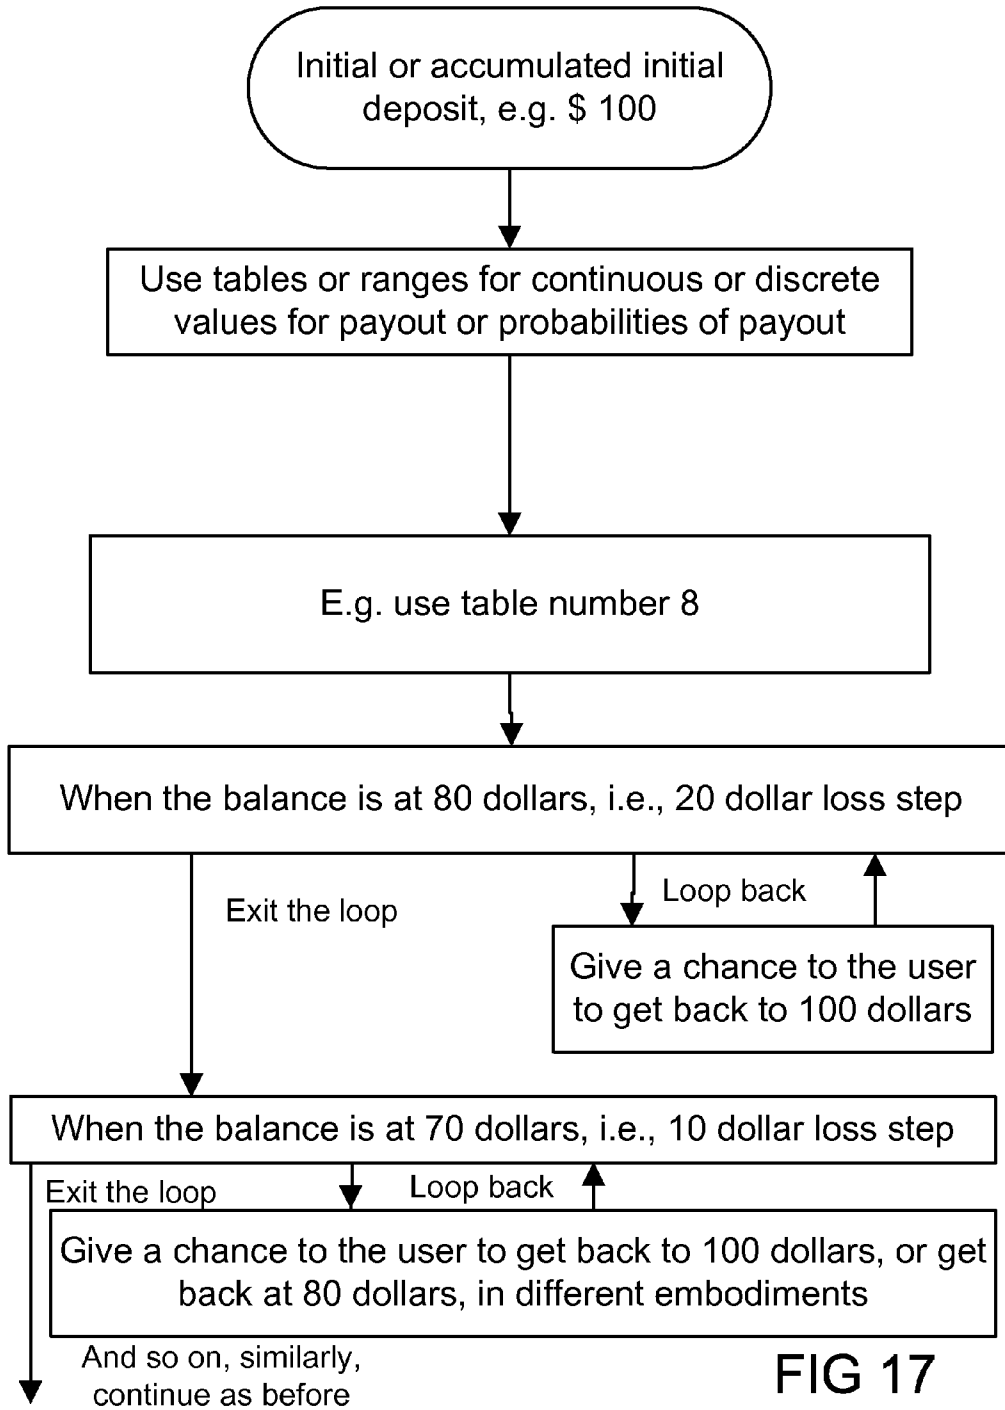 Initial or accumulated initial
deposit, e.g. $ 100
Use tables or ranges for continuous or discrete
values for payout or probabilities of payout
E.g. use table number 8
When the balance is at 80 dollars, i.e., 20 dollar loss step
Exit the loop
Loop back
Give a chance to the user
to get back to 100 dollars
When the balance is at 70 dollars, i.e., 10 dollar loss step
Exit the loop
Loop back
Give a chance to the user to get back to 100 dollars, or get
back at 80 dollars, in different embodiments
And so on, similarly,
continue as before
FIG 17